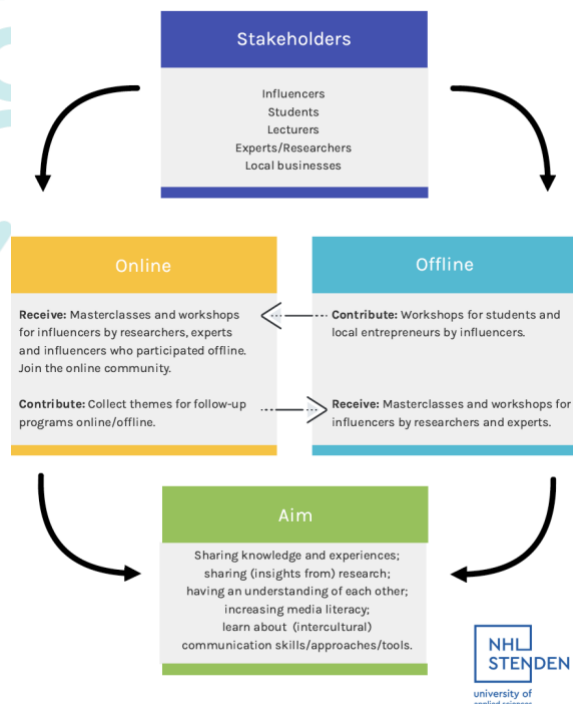 Stakeholders
Influencers
Students
Lecturers
Experts/Researchers
Local businesses
Online
Receive: Masterclasses and workshops
for influencers by researchers, experts
and influencers who participated offline.
Join the online community.
Contribute: Collect themes for follow-up
programs online/offline.
Offline
Contribute: Workshops for students and
local entrepreneurs by influencers.
Receive: Masterclasses and workshops for
influencers by researchers and experts.
Aim
Sharing knowledge and experiences;
sharing (insights from) research;
having an understanding of each other;
increasing media literacy;
learn about (intercultural)
communication skills/approaches/tools.
NHL
STENDEN
university of
applied sciences